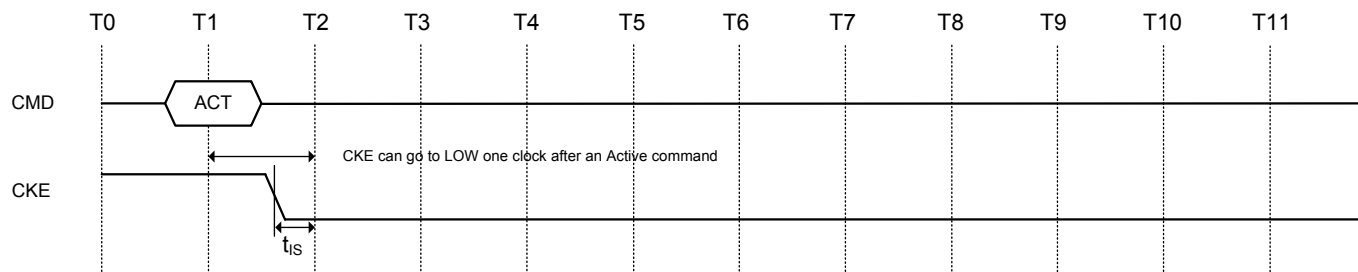 T0 T1 T2 T3 T4 T5 T6 T7 T8 T9 T10 T11
CMD ACT
CKE can go to LOW one clock after an Active command
CKE
tIS